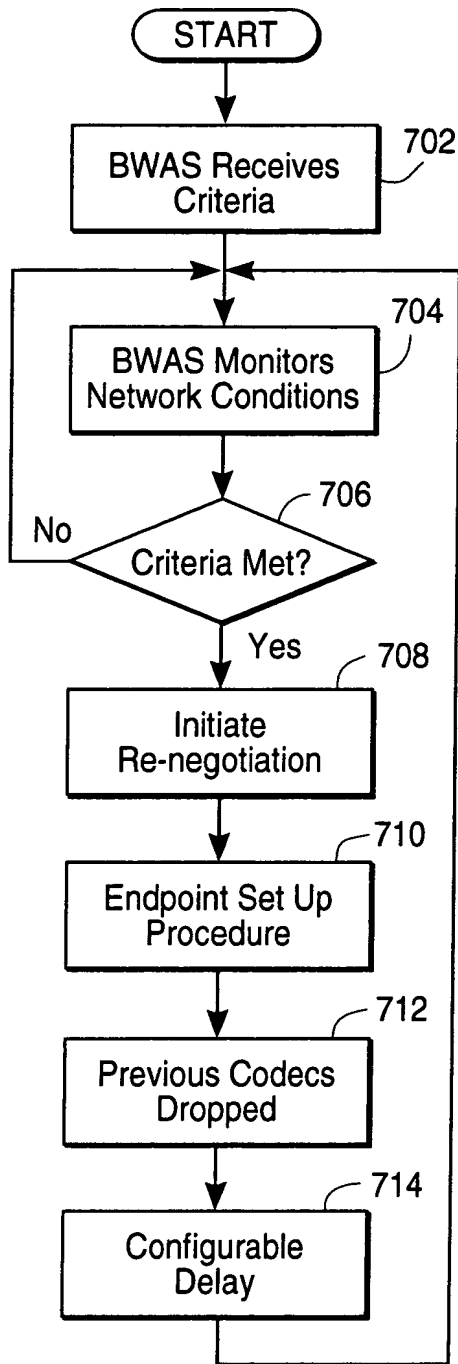 START
702
BWAS Receives
Criteria
704
BWAS Monitors
Network Conditions
706
No
Criteria Met?
Yes
708
Initiate
Re-negotiation
710
Endpoint Set Up
Procedure
712
Previous Codecs
Dropped
714
Configurable
Delay